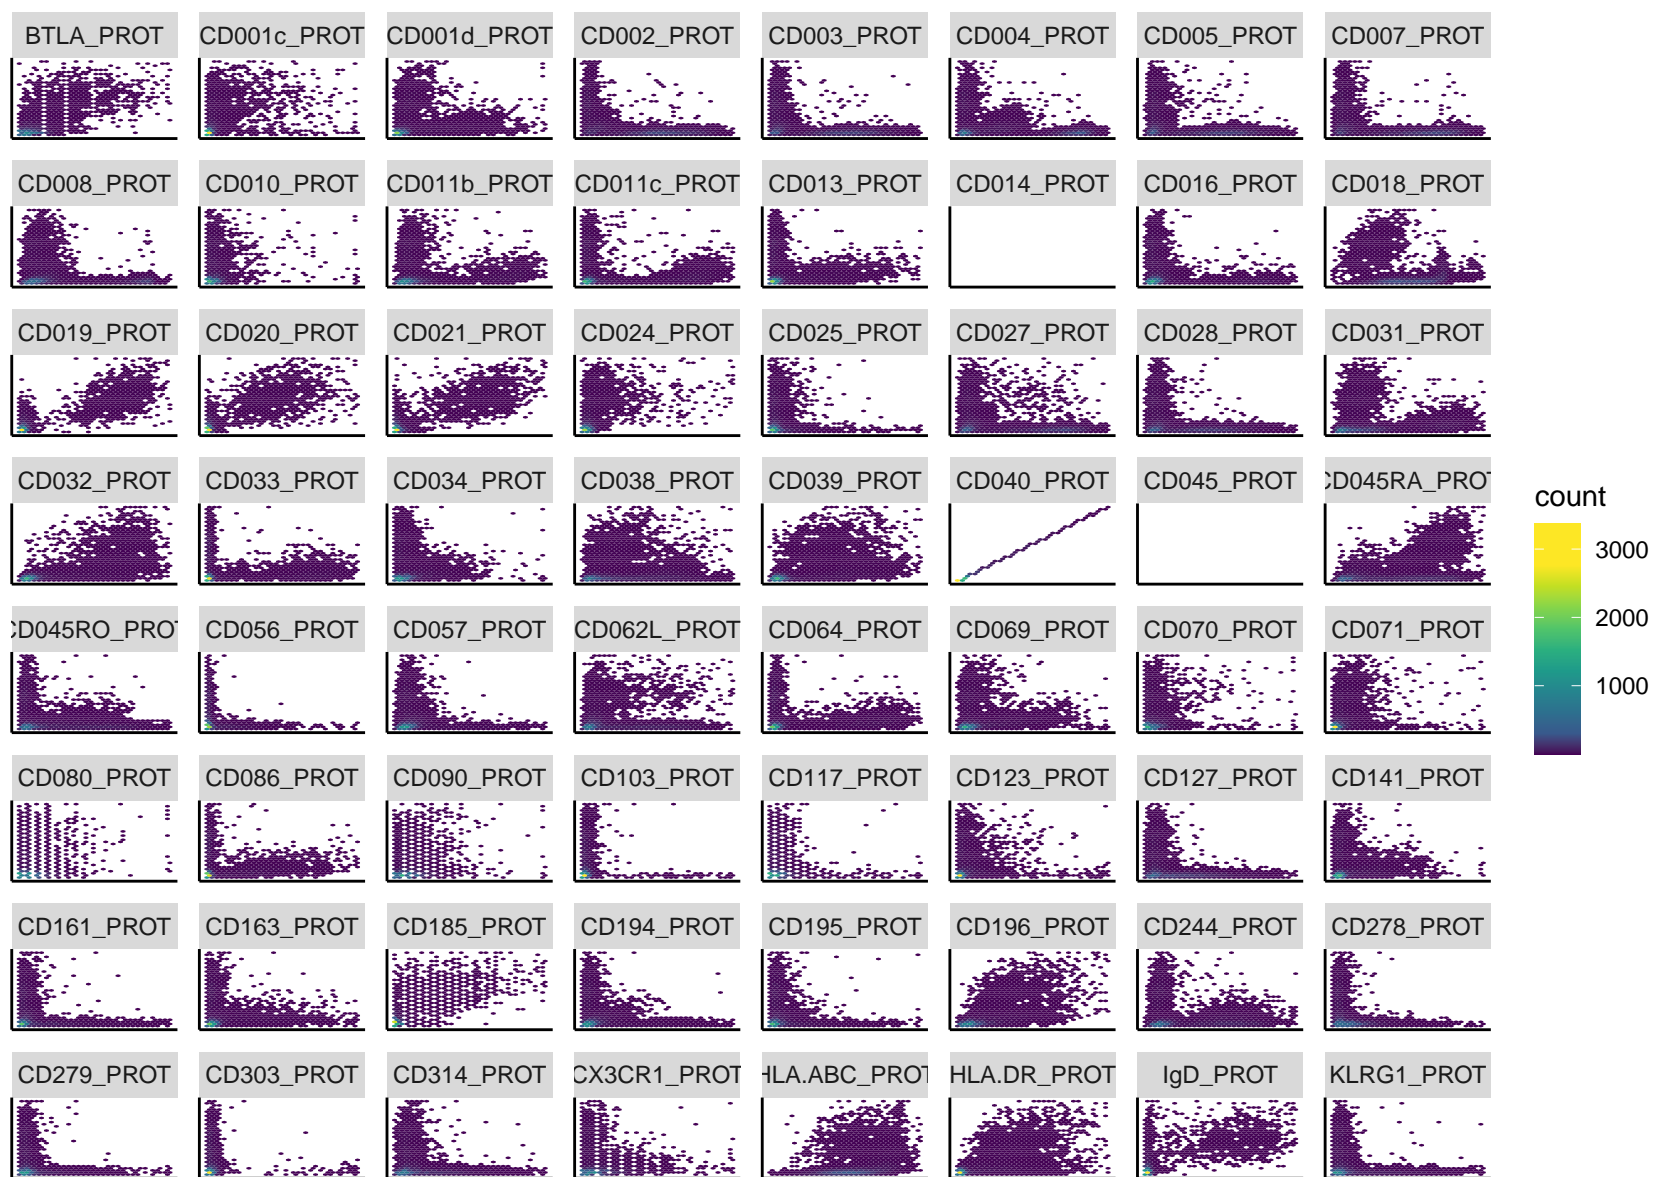 BTLA_PROT CD001c_PROT CD001d_PROT CD002_PROT CD003_PROT CD004_PROT CD005_PROT CD007_PROT
CD008_PROT CD010_PROT CD011b_PROT CD011c_PROT CD013_PROT CD014_PROT CD016_PROT CD018_PROT
CD019_PROT CD020_PROT CD021_PROT CD024_PROT CD025_PROT CD027_PROT CD028_PROT CD031_PROT
CD032_PROT CD033_PROT CD034_PROT CD038_PROT CD039_PROT CD040_PROT CD045_PROT CD045RA_PROT
CD045RO_PROT CD056_PROT CD057_PROT CD062L_PROT CD064_PROT CD069_PROT CD070_PROT CD071_PROT
CD080_PROT CD086_PROT CD090_PROT CD103_PROT CD117_PROT CD123_PROT CD127_PROT CD141_PROT
CD161_PROT CD163_PROT CD185_PROT CD194_PROT CD195_PROT CD196_PROT CD244_PROT CD278_PROT
CD279_PROT CD303_PROT CD314_PROT CX3CR1_PROT HLA.ABC_PROT HLA.DR_PROT IgD_PROT KLRG1_PROT
count
3000
2000
1000